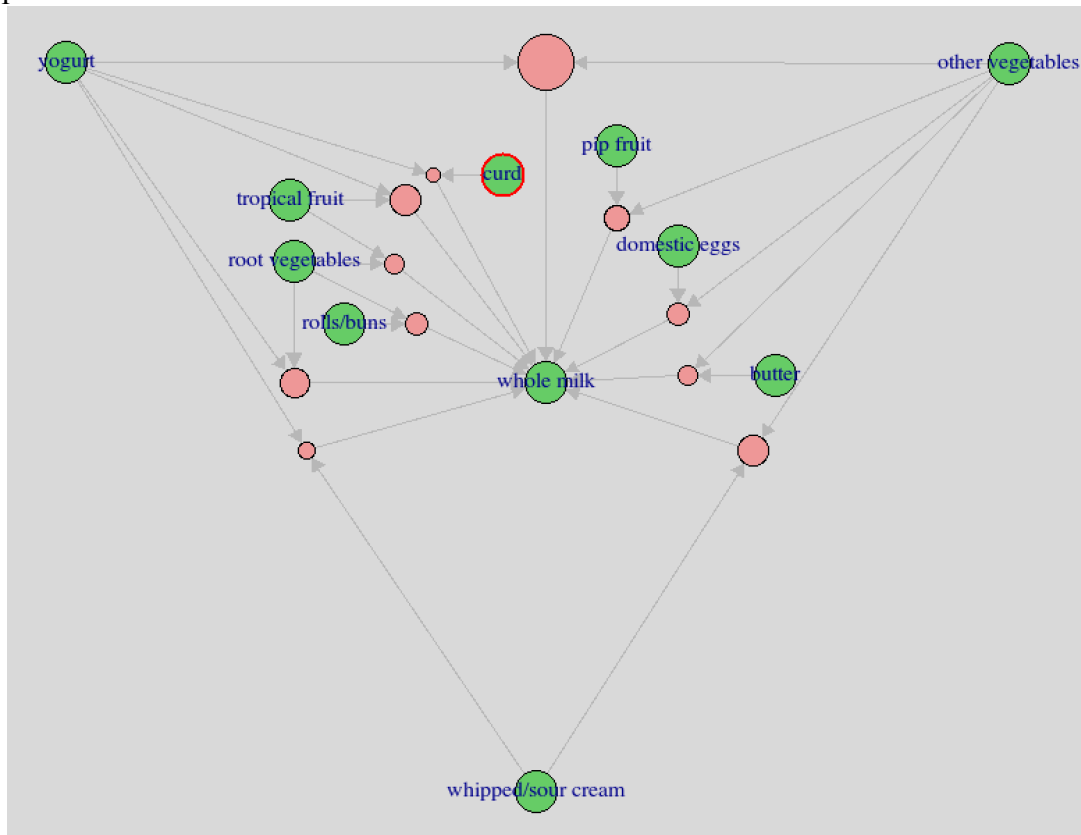 yogurt
other vegetables
pip fruit
curd
tropical fruit
domestic eggs
root vegetables
rolls/buns
whole milk
butter
whipped/sour cream